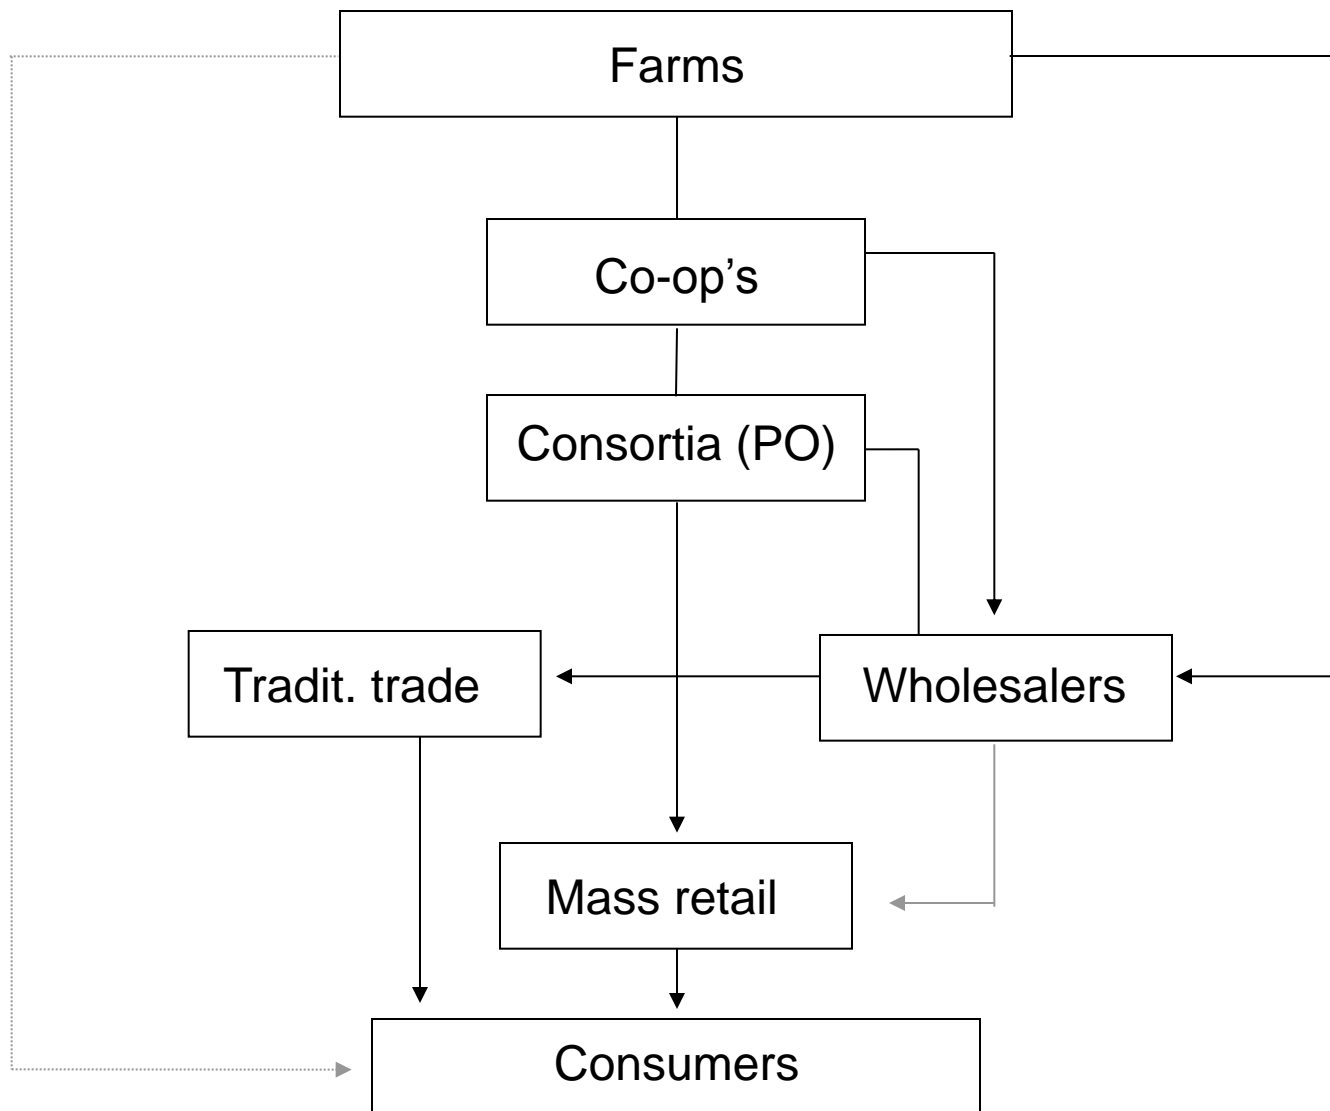 Farms
Co-op’s
Consortia (PO)
Tradit. trade
Wholesalers
Mass retail
Consumers